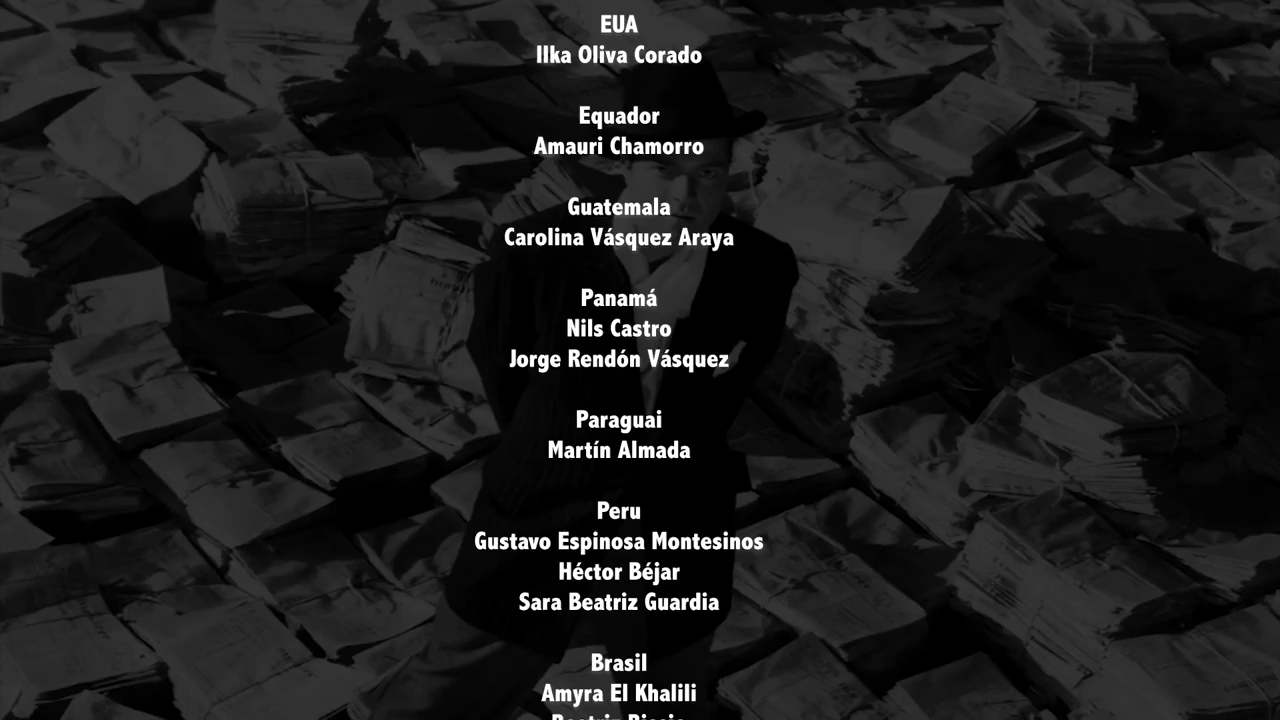 EUA
Ilka Oliva Corado
Equador
Amauri Chamorro
Guatemala
Carolina Vásquez Araya
Panamá
Nils Castro
Jorge Rendón Vásquez
Paraguai
Martín Almada
Peru
Gustavo Espinosa Montesinos
Héctor Béjar
Sara Beatriz Guardia
Brasil
Amyra El Khalili